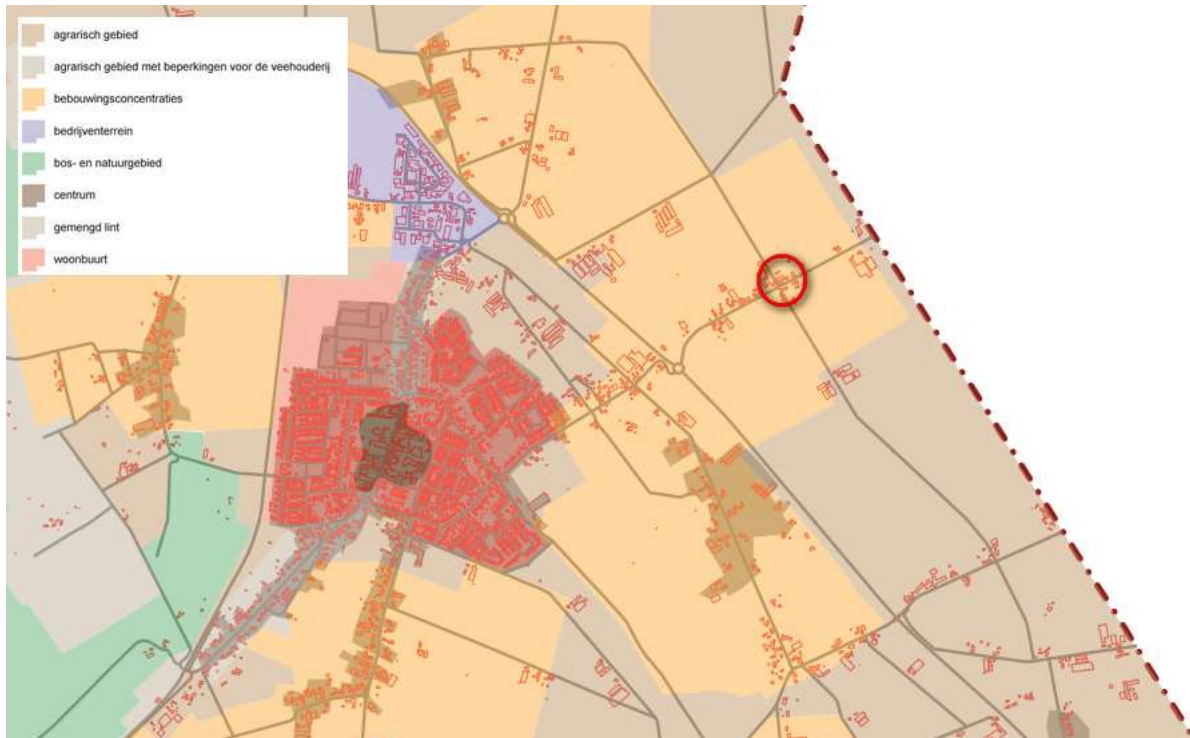 agrarisch gebied
agrarisch gebied met beperkingen voor de veehouderij
bebouwingsconcentraties
bedrijventerrein
bos- en natuurgebied
centrum
gemengd lint
woonbuurt